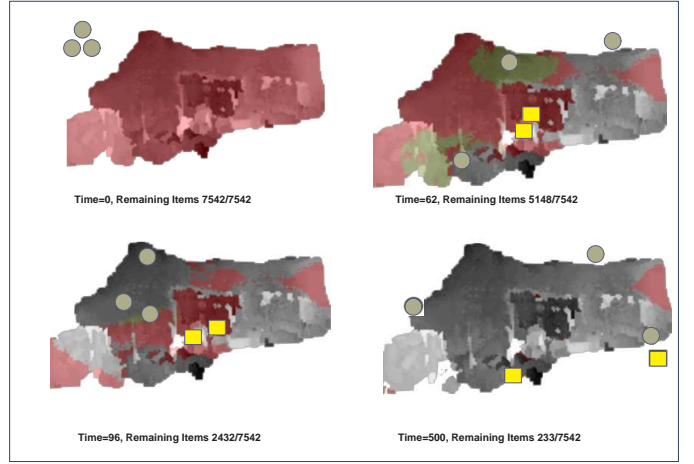 Time=0, Remaining Items 7542/7542
Time=62, Remaining Items 5148/7542
Time=96, Remaining Items 2432/7542
Time=500, Remaining Items 233/7542